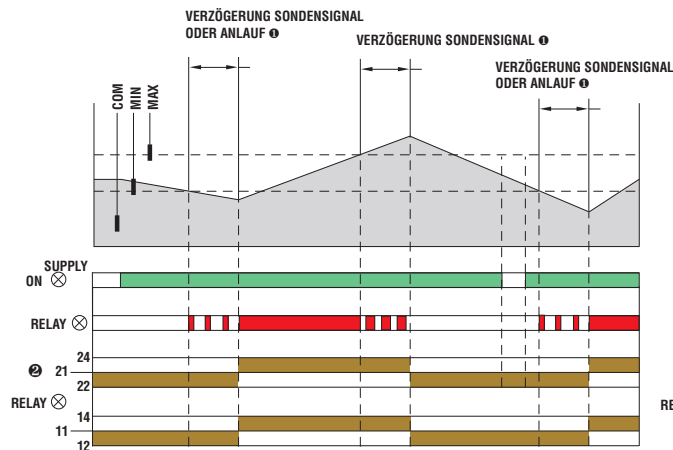 VERZÖGERUNG SONDENSIGNAL
ODER ANLAUF ❶
VERZÖGERUNG SONDENSIGNAL ❶
VERZÖGERUNG SONDENSIGNAL
ODER ANLAUF ❶
COM
MIN
MAX
SUPPLY
ON
RELAY
24
❷ 21
22
RELAY
14
11
12
RE